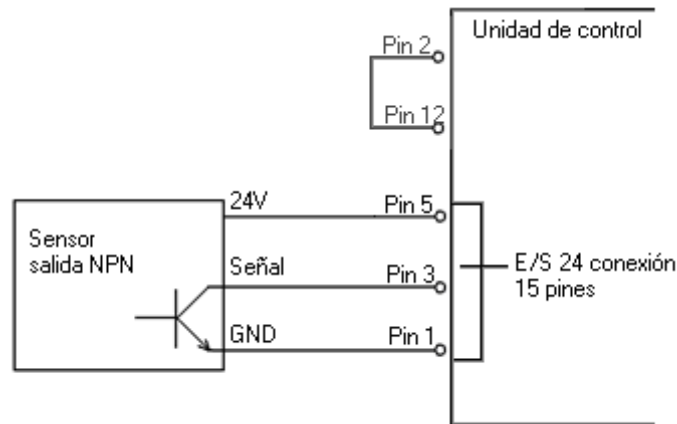 Unidad de control
Pin 2
Pin 12
24V
Pin 5
Sensor
salida NPN
Señal
Pin 3
E/S 24 conexión
15 pines
GND
Pin 1